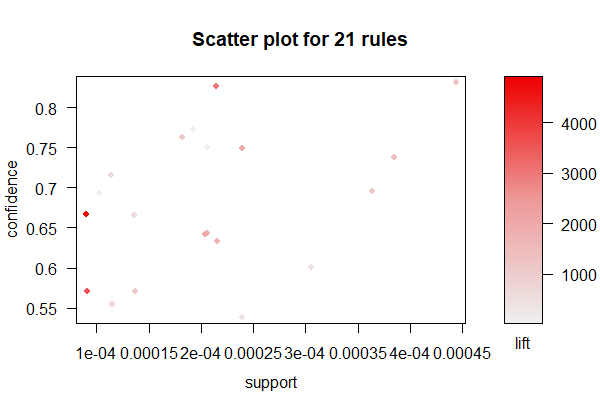 Scatter plot for 21 rules
0.8
0.75
0.7
0.65
0.6
0.55
confidence
1e-04 0.00015 2e-04 0.00025 3e-04 0.00035 4e-04 0.00045
support
4000
3000
2000
1000
lift